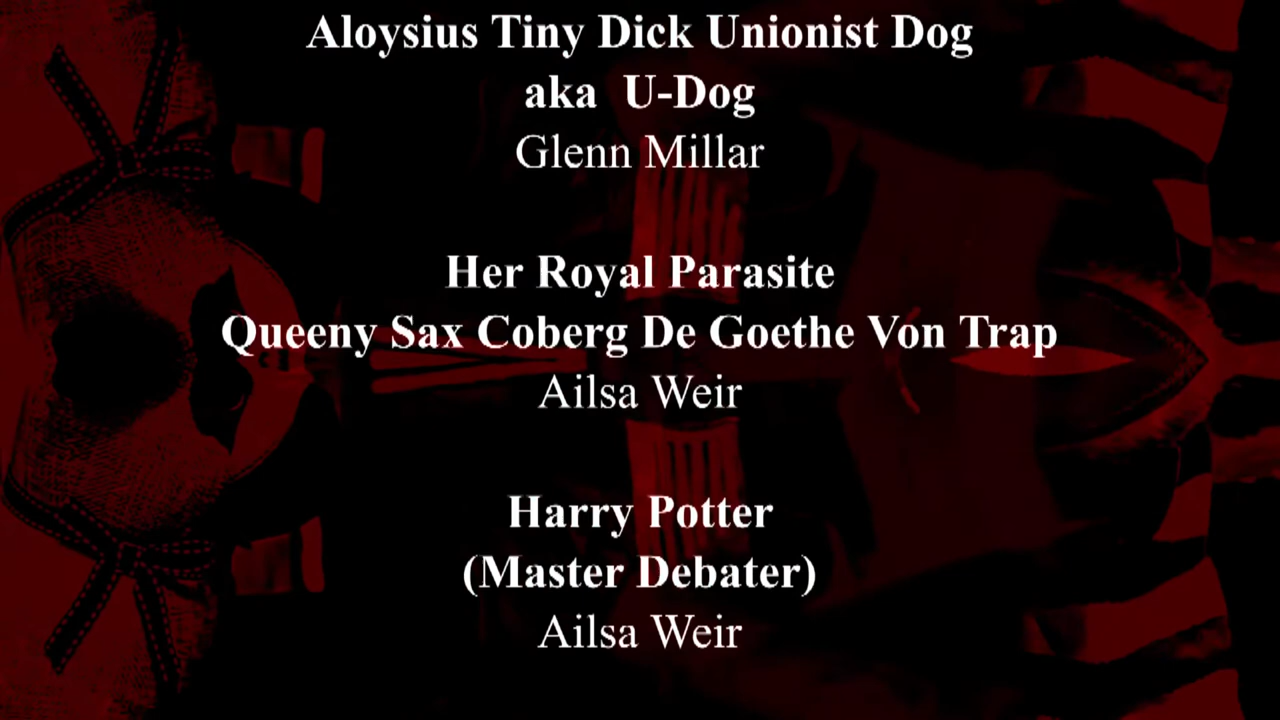 Aloysius Tiny Dick Unionist Dog
aka U-Dog
Glenn Millar
Her Royal Parasite
Queeny Sax Coberg De Goethe Von Trap
Ailsa Weir
Harry Potter
(Master Debater)
Ailsa Weir